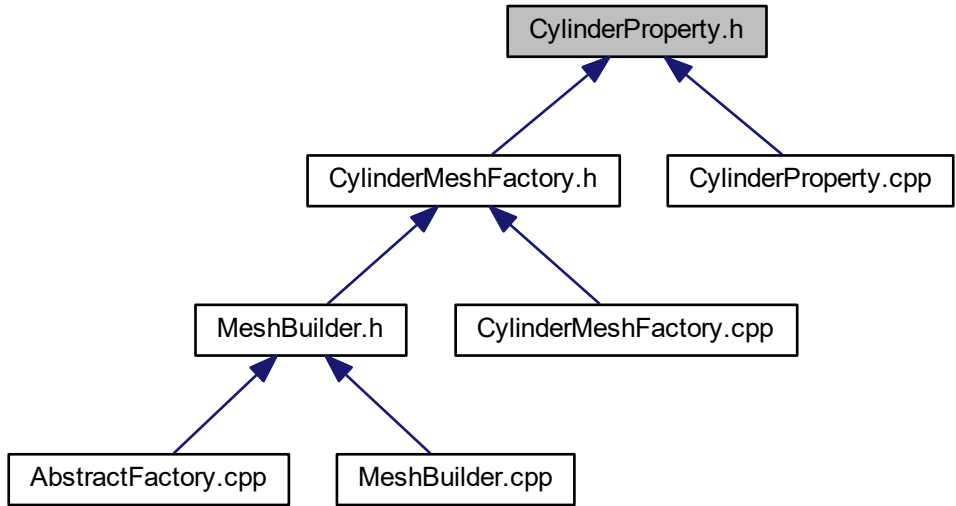 CylinderProperty.h
CylinderMeshFactory.h
CylinderProperty.cpp
MeshBuilder.h
CylinderMeshFactory.cpp
AbstractFactory.cpp
MeshBuilder.cpp